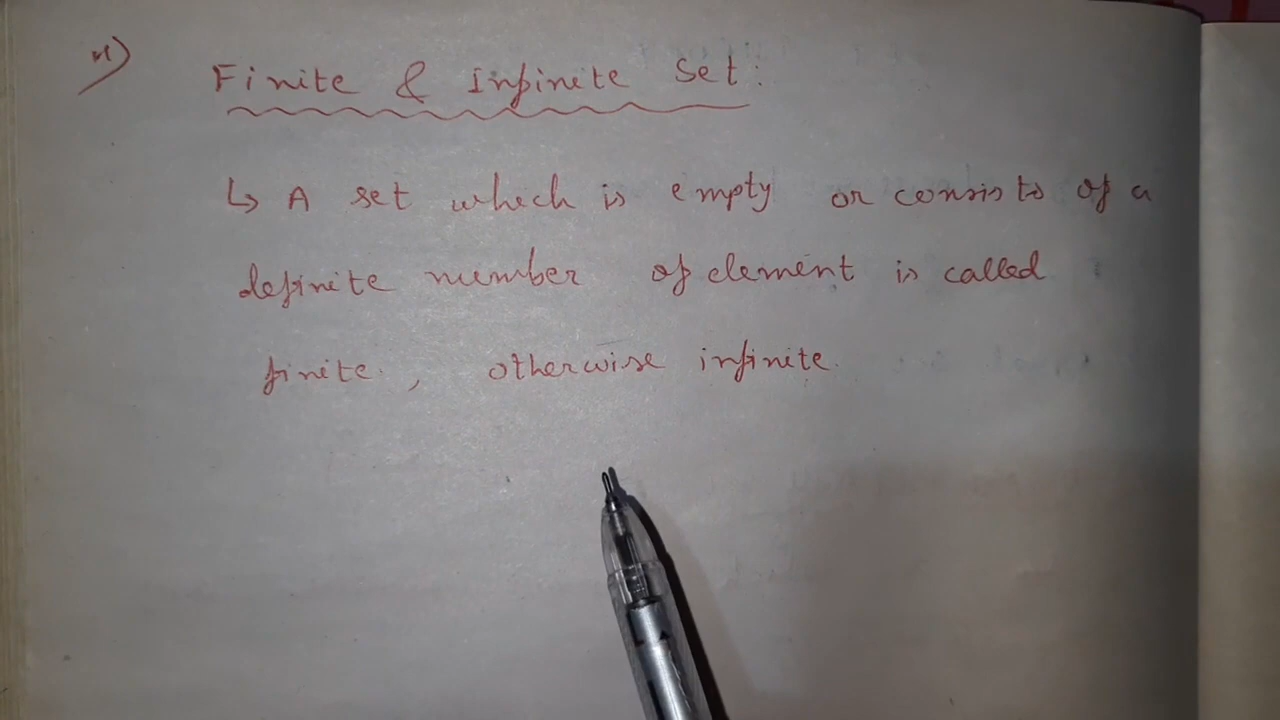 Finite & Infinite Set:
↳ A set which is empty or consists of a
definite number of element is called
finite, otherwise infinite.